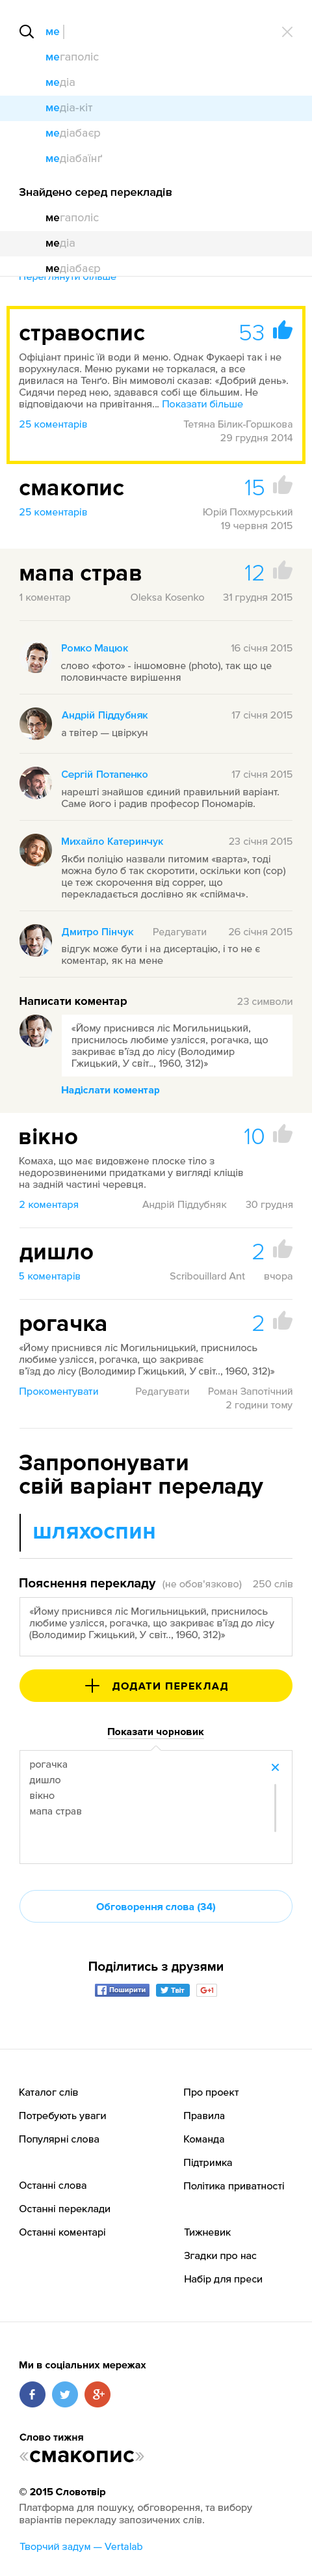 ме
мегаполіс
медіа
медіа-кіт
медіабаєр
медіабаїнґ
Знайдено серед перекладів
мегаполіс
медіа
медіабаєр
Переглянути більше
стравоспис 53
Офіціант приніс їй води й меню. Однак Фукаері так і не
ворухнулася. Меню руками не торкалася, а все
дивилася на Тенґо. Він мимоволі сказав: «Добрий день».
Сидячи перед нею, здавався собі ще більшим. Не
відповідаючи на привітання... Показати більше
25 коментарів Тетяна Білик-Горшкова
29 грудня 2014
смакопис 15
25 коментарів Юрій Похмурський
19 червня 2015
мапа страв 12
1 коментар Oleksa Kosenko 31 грудня 2015
Ромко Мацюк 16 січня 2015
слово «фото» - іншомовне (photo), так що це
половинчасте вирішення
Андрій Піддубняк 17 січня 2015
а твітер — цвіркун
Сергій Потапенко 17 січня 2015
нарешті знайшов єдиний правильний варіант.
Саме його і радив професор Пономарів.
Михайло Катеринчук 23 січня 2015
Якби поліцію назвали питомим «варта», тоді
можна було б так скоротити, оскільки коп (cop)
це теж скорочення від copper, що
перекладається дослівно як «спіймач».
Дмитро Пінчук Редагувати 26 січня 2015
відгук може бути і на дисертацію, і то не є
коментар, як на мене
Написати коментар 23 символи
«Йому приснився ліс Могильницький,
приснилось любиме узлісся, рогачка, що
закриває в'їзд до лісу (Володимир
Гжицький, У світ.., 1960, 312)»
Надіслати коментар
вікно 10
Комаха, що має видовжене плоске тіло з
недорозвиненими придатками у вигляді кліщів
на задній частині черевця.
2 коментаря Андрій Піддубняк 30 грудня
дишло 2
5 коментарів Scribouillard Ant вчора
рогачка 2
«Йому приснився ліс Могильницький, приснилось
любиме узлісся, рогачка, що закриває
в'їзд до лісу (Володимир Гжицький, У світ.., 1960, 312)»
Прокоментувати Редагувати Роман Запотічний
2 години тому
Запропонувати
свій варіант переладу
шляхоспин
Пояснення перекладу (не обов'язково) 250 слів
«Йому приснився ліс Могильницький, приснилось
любиме узлісся, рогачка, що закриває в'їзд до лісу
(Володимир Гжицький, У світ.., 1960, 312)»
ДОДАТИ ПЕРЕКЛАД
Показати чорновик
рогачка
дишло
вікно
мапа страв
Обговорення слова (34)
Поділитись з друзями
Поширити Твіт +1
Каталог слів
Потребують уваги
Популярні слова
Останні слова
Останні переклади
Останні коментарі
Про проект
Правила
Команда
Підтримка
Політика приватності
Тижневик
Згадки про нас
Набір для преси
Ми в соціальних мережах
Слово тижня
«смакопис»
© 2015 Словотвір
Платформа для пошуку, обговорення, та вибору
варіантів перекладу запозичених слів.
Творчий задум — Vertalab